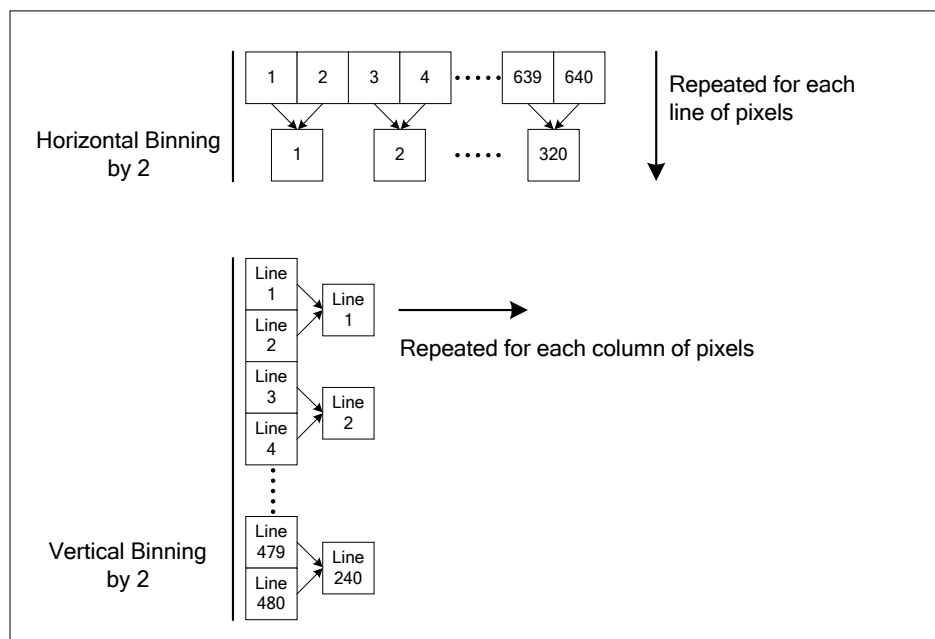 1 2 3 4 ..... 639 640
Repeated for each
line of pixels
Horizontal Binning
by 2
1 2 ..... 320
Line
1
Line
2
Line
1
Repeated for each column of pixels
Line
3
Line
4
Line
2
......
Vertical Binning
by 2
Line
479
Line
480
Line
240